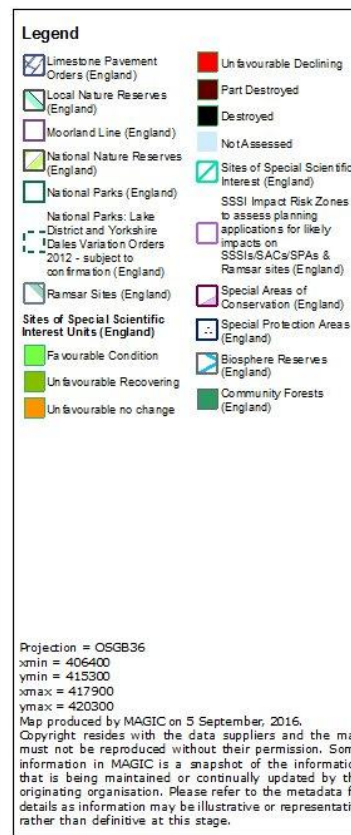 Legend
Limestone Pavement
Orders (England)
Local Nature Reserves
(England)
Moorland Line (England)
National Nature Reserves
(England)
National Parks (England)
National Parks: Lake
District and Yorkshire
Dales Variation Orders
2012 - subject to
confirmation (England)
Ramsar Sites (England)
Sites of Special Scientific
Interest Units (England)
Favourable Condition
Unfavourable Recovering
Unfavourable no change
Unfavourable Declining
Part Destroyed
Destroyed
Not Assessed
Sites of Special Scientific
Interest (England)
SSSI Impact Risk Zones
to assess planning
applications for likely
impacts on
SSSIs/SACs/SPAs &
Ramsar sites (England)
Special Areas of
Conservation (England)
Special Protection Areas
(England)
Biosphere Reserves
(England)
Community Forests
(England)
Projection = OSGB36
xmin = 406400
ymin = 415300
xmax = 417900
ymax = 420300
Map produced by MAGIC on 5 September, 2016.
Copyright resides with the data suppliers and the ma
must not be reproduced without their permission. Som
information in MAGIC is a snapshot of the informatio
that is being maintained or continually updated by th
originating organisation. Please refer to the metadata f
details as information may be illustrative or representati
rather than definitive at this stage.